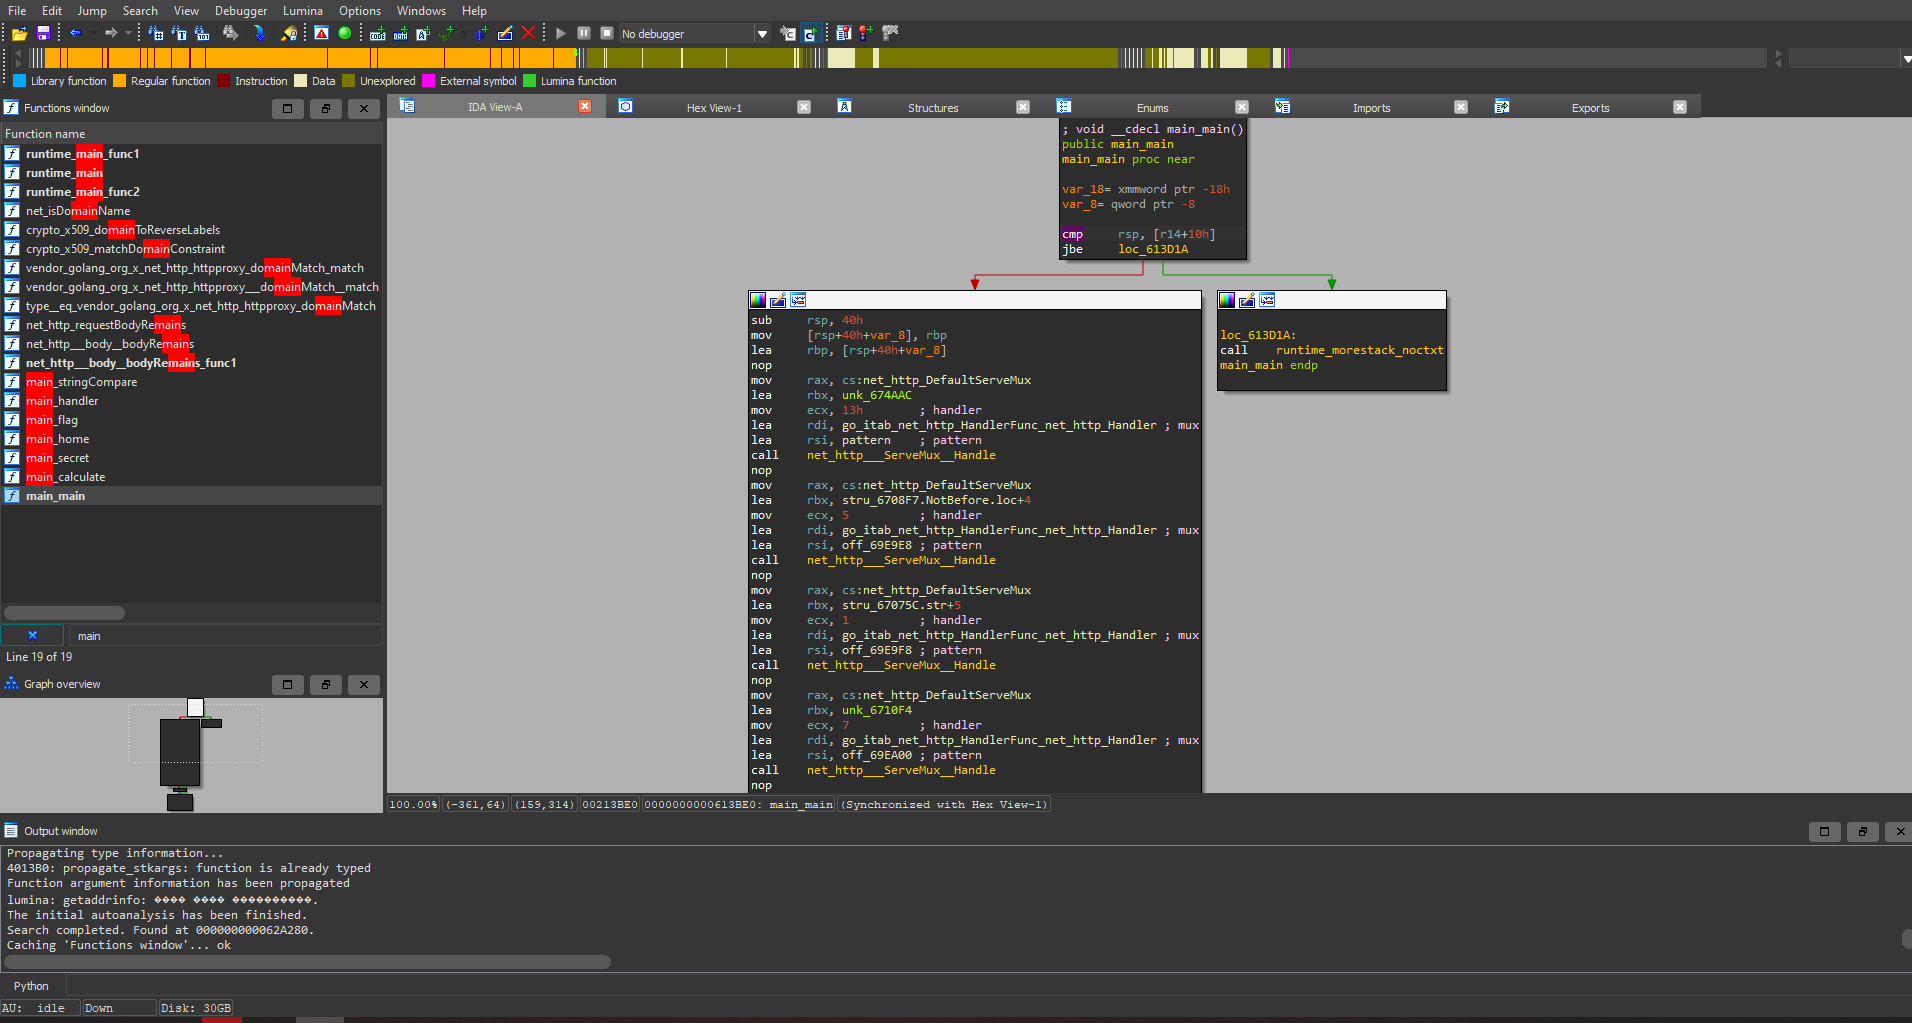 File Edit Jump Search View Debugger Lumina Options Windows Help
No debugger
Library function Regular function Instruction Data Unexplored External symbol Lumina function
Functions window
Function name
runtime_main_func1
runtime_main
runtime_main_func2
net_isDomainName
crypto_x509_domainToReverseLabels
crypto_x509_matchDomainConstraint
vendor_golang_org_x_net_http_httpproxy_domainMatch_match
vendor_golang_org_x_net_http_httpproxy___domainMatch__match
type__eq_vendor_golang_org_x_net_http_httpproxy_domainMatch
net_http_requestBodyRemains
net_http___body__bodyRemains
net_http___body__bodyRemains_func1
main_stringCompare
main_handler
main_flag
main_home
main_secret
main_calculate
main_main
main
Line 19 of 19
Graph overview
IDA View-A Hex View-1 Structures Enums Imports Exports
; void __cdecl main_main()
public main_main
main_main proc near
var_18= xmmword ptr -18h
var_8= qword ptr -8
cmp rsp, [r14+10h]
jbe loc_613D1A
sub rsp, 40h
mov [rsp+40h+var_8], rbp
lea rbp, [rsp+40h+var_8]
nop
mov rax, cs:net_http_DefaultServeMux
lea rbx, unk_674AAC
mov ecx, 13h ; handler
lea rdi, go_itab_net_http_HandlerFunc_net_http_Handler ; mux
lea rsi, pattern ; pattern
call net_http___ServeMux__Handle
nop
mov rax, cs:net_http_DefaultServeMux
lea rbx, stru_6708F7.NotBefore.loc+4
mov ecx, 5 ; handler
lea rdi, go_itab_net_http_HandlerFunc_net_http_Handler ; mux
lea rsi, off_69E9E8 ; pattern
call net_http___ServeMux__Handle
nop
mov rax, cs:net_http_DefaultServeMux
lea rbx, stru_67075C.str+5
mov ecx, 1 ; handler
lea rdi, go_itab_net_http_HandlerFunc_net_http_Handler ; mux
lea rsi, off_69E9F8 ; pattern
call net_http___ServeMux__Handle
nop
mov rax, cs:net_http_DefaultServeMux
lea rbx, unk_6710F4
mov ecx, 7 ; handler
lea rdi, go_itab_net_http_HandlerFunc_net_http_Handler ; mux
lea rsi, off_69EA00 ; pattern
call net_http___ServeMux__Handle
nop
loc_613D1A:
call runtime_morestack_noctxt
main_main endp
100.00% (-361,64) (159,314) 00213BE0 0000000000613BE0: main_main (Synchronized with Hex View-1)
Output window
Propagating type information...
4013B0: propagate_stkargs: function is already typed
Function argument information has been propagated
lumina: getaddrinfo: ���� ���� ����������.
The initial autoanalysis has been finished.
Search completed. Found at 000000000062A280.
Caching 'Functions window'... ok
Python
AU: idle Down Disk: 30GB